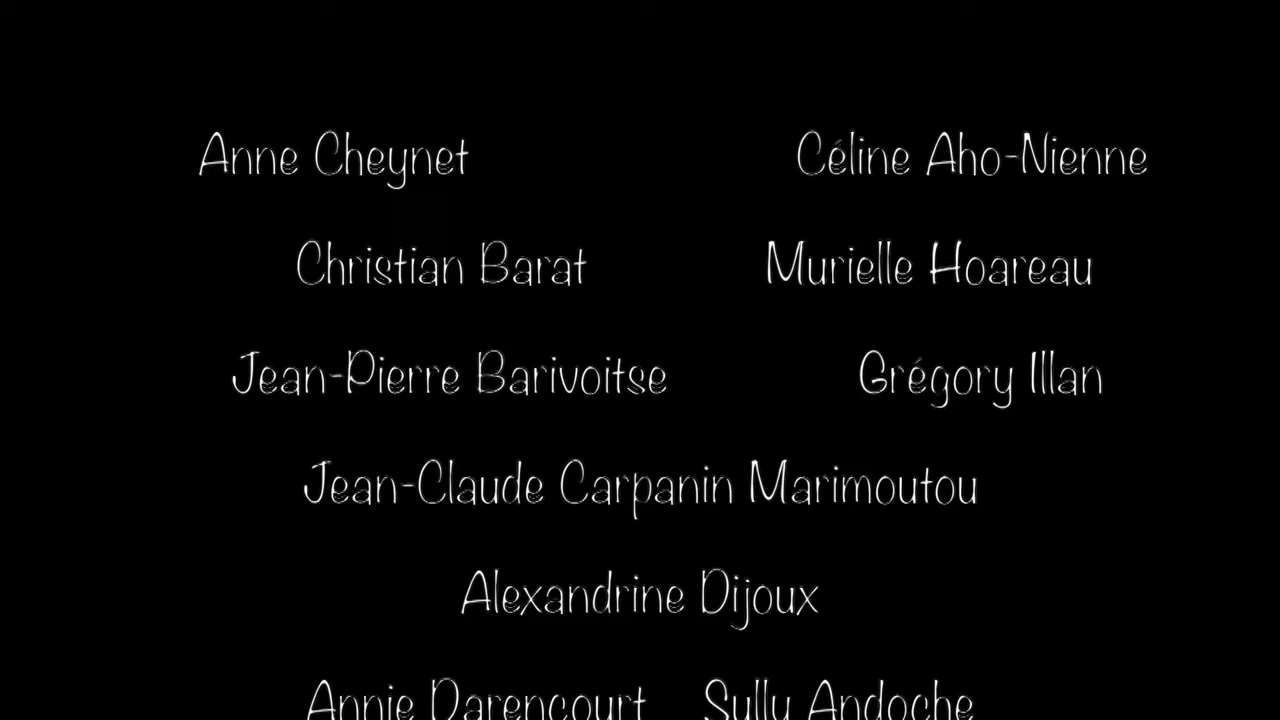 Anne Cheynet Céline Aho-Nienne
Christian Barat Murielle Hoareau
Jean-Pierre Barivoitse Grégory Illan
Jean-Claude Carpanin Marimoutou
Alexandrine Dijoux
Annie Darencourt Sully Andoche